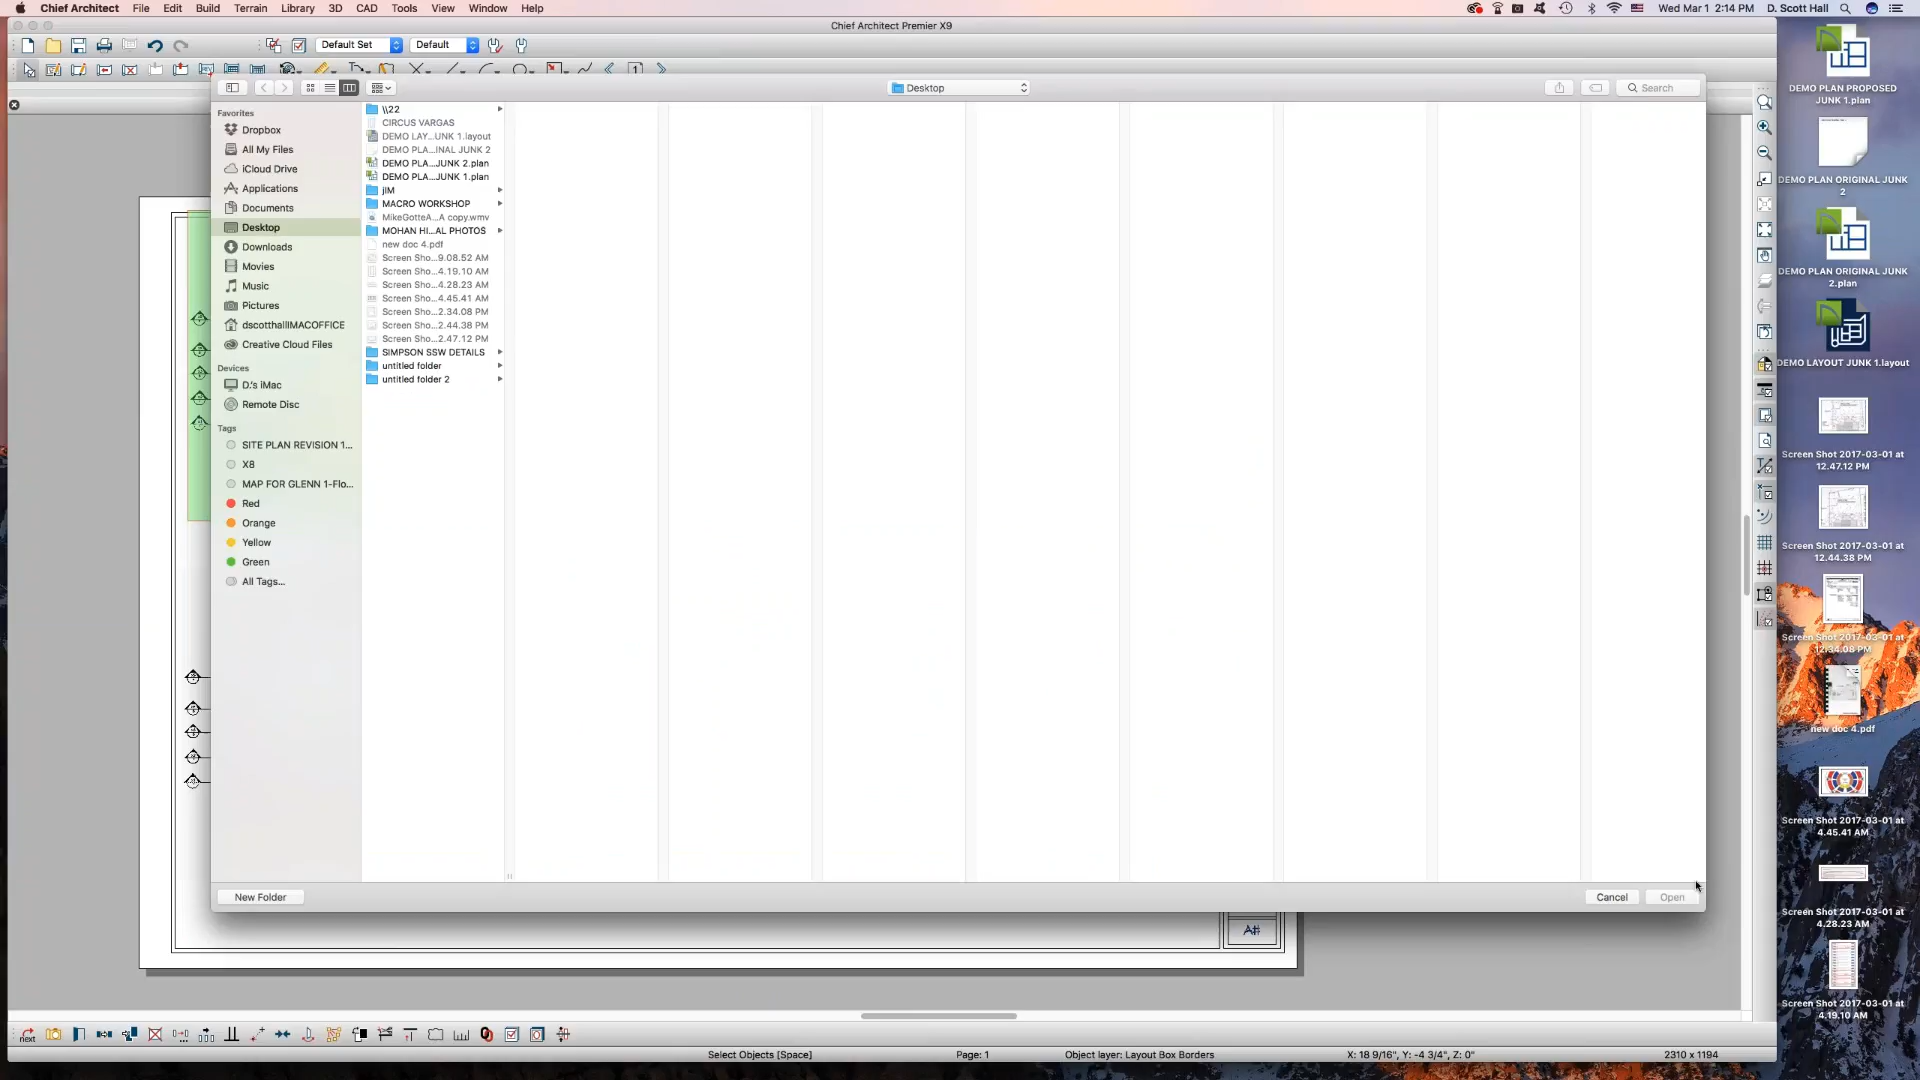 Chief Architect File Edit Build Terrain Library 3D CAD Tools View Window Help
Wed Mar 1 2:14 PM D. Scott Hall
Chief Architect Premier X9
Default Set
Default
1
Desktop
Search
Favorites
Dropbox
All My Files
iCloud Drive
Applications
Documents
Desktop
Downloads
Movies
Music
Pictures
dscotthallIMACOFFICE
Creative Cloud Files
Devices
D.'s iMac
Remote Disc
Tags
SITE PLAN REVISION 1...
X8
MAP FOR GLENN 1-Flo...
Red
Orange
Yellow
Green
All Tags...
\\22
CIRCUS VARGAS
DEMO LAY...UNK 1.layout
DEMO PLA...INAL JUNK 2
DEMO PLA...JUNK 2.plan
DEMO PLA...JUNK 1.plan
jIM
MACRO WORKSHOP
MikeGotteA...A copy.wmv
MOHAN HI...AL PHOTOS
new doc 4.pdf
Screen Sho...9.08.52 AM
Screen Sho...4.19.10 AM
Screen Sho...4.28.23 AM
Screen Sho...4.45.41 AM
Screen Sho...2.34.08 PM
Screen Sho...2.44.38 PM
Screen Sho...2.47.12 PM
SIMPSON SSW DETAILS
untitled folder
untitled folder 2
New Folder
Cancel
Open
A#
next
Select Objects [Space]
Page: 1
Object layer: Layout Box Borders
X: 18 9/16", Y: -4 3/4", Z: 0"
2310 x 1194
DEMO PLAN PROPOSED
JUNK 1.plan
DEMO PLAN ORIGINAL JUNK
2
DEMO PLAN ORIGINAL JUNK
2.plan
DEMO LAYOUT JUNK 1.layout
Screen Shot 2017-03-01 at
12.47.12 PM
Screen Shot 2017-03-01 at
12.44.38 PM
Screen Shot 2017-03-01 at
12.34.08 PM
new doc 4.pdf
Screen Shot 2017-03-01 at
4.45.41 AM
Screen Shot 2017-03-01 at
4.28.23 AM
Screen Shot 2017-03-01 at
4.19.10 AM